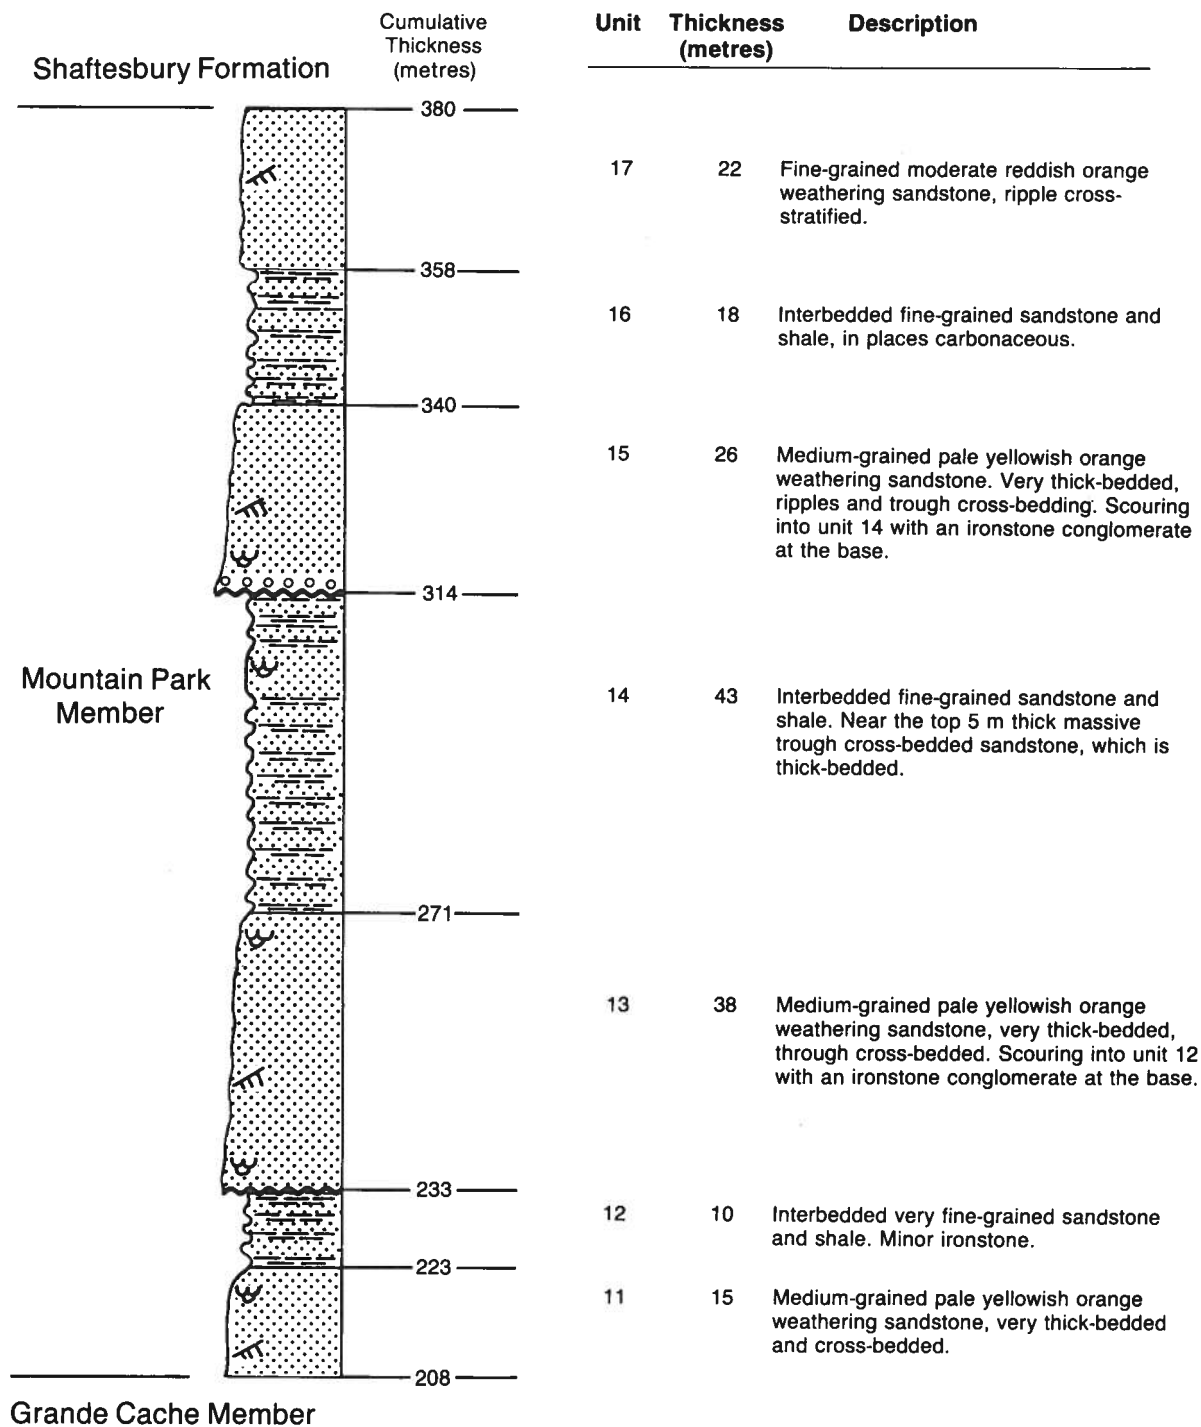 Shaftesbury Formation
Cumulative
Thickness
(metres)
Unit Thickness Description
(metres)
380
17 22 Fine-grained moderate reddish orange
weathering sandstone, ripple cross-
stratified.
358
16 18 Interbedded fine-grained sandstone and
shale, in places carbonaceous.
340
15 26 Medium-grained pale yellowish orange
weathering sandstone. Very thick-bedded,
ripples and trough cross-bedding. Scouring
into unit 14 with an ironstone conglomerate
at the base.
314
Mountain Park
Member
14 43 Interbedded fine-grained sandstone and
shale. Near the top 5 m thick massive
trough cross-bedded sandstone, which is
thick-bedded.
271
13 38 Medium-grained pale yellowish orange
weathering sandstone, very thick-bedded,
through cross-bedded. Scouring into unit 12
with an ironstone conglomerate at the base.
233
12 10 Interbedded very fine-grained sandstone
and shale. Minor ironstone.
223
11 15 Medium-grained pale yellowish orange
weathering sandstone, very thick-bedded
and cross-bedded.
208
Grande Cache Member